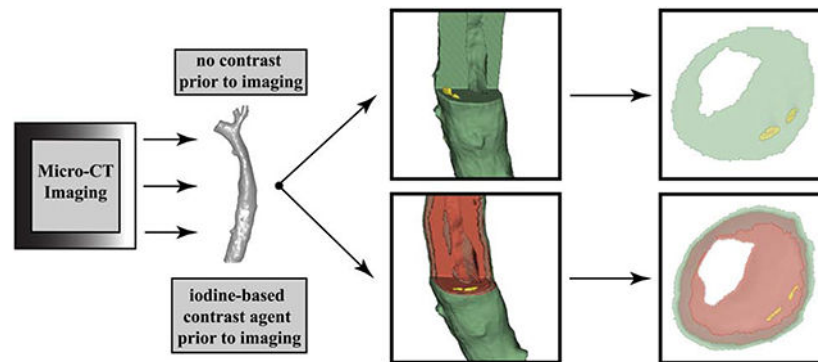 no contrast
prior to imaging
Micro-CT
Imaging
iodine-based
contrast agent
prior to imaging